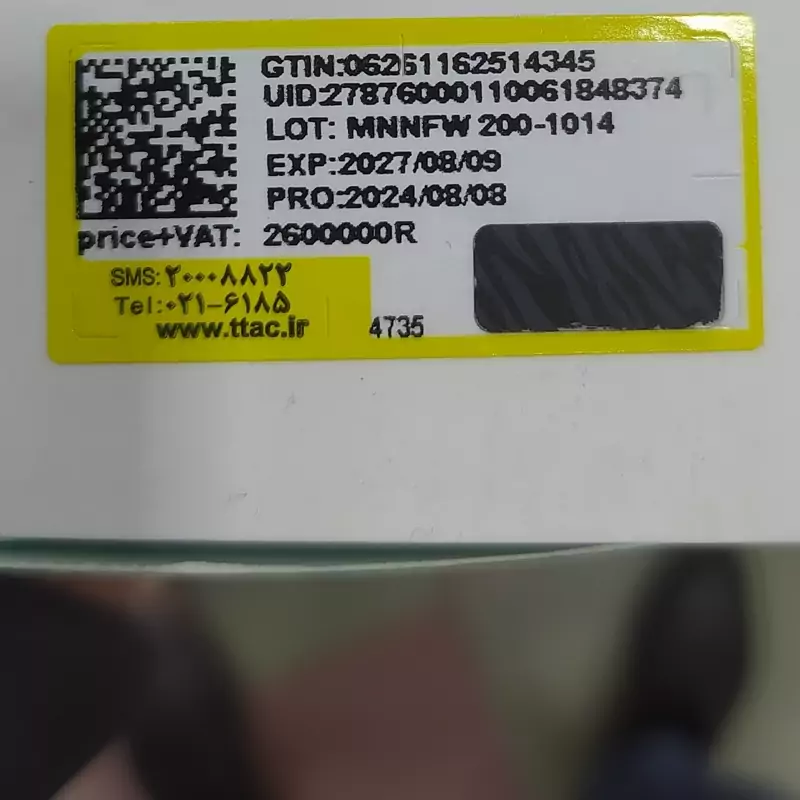 GTIN:06261162514345
UID:27876000110061848374
LOT: MNNFW 200-1014
EXP:2027/08/09
PRO:2024/08/08
price+VAT: 2600000R
SMS:۲۰۰۰۸۸۲۲
Tel:۰۲۱-۶۱۸۵
www.ttac.ir
4735